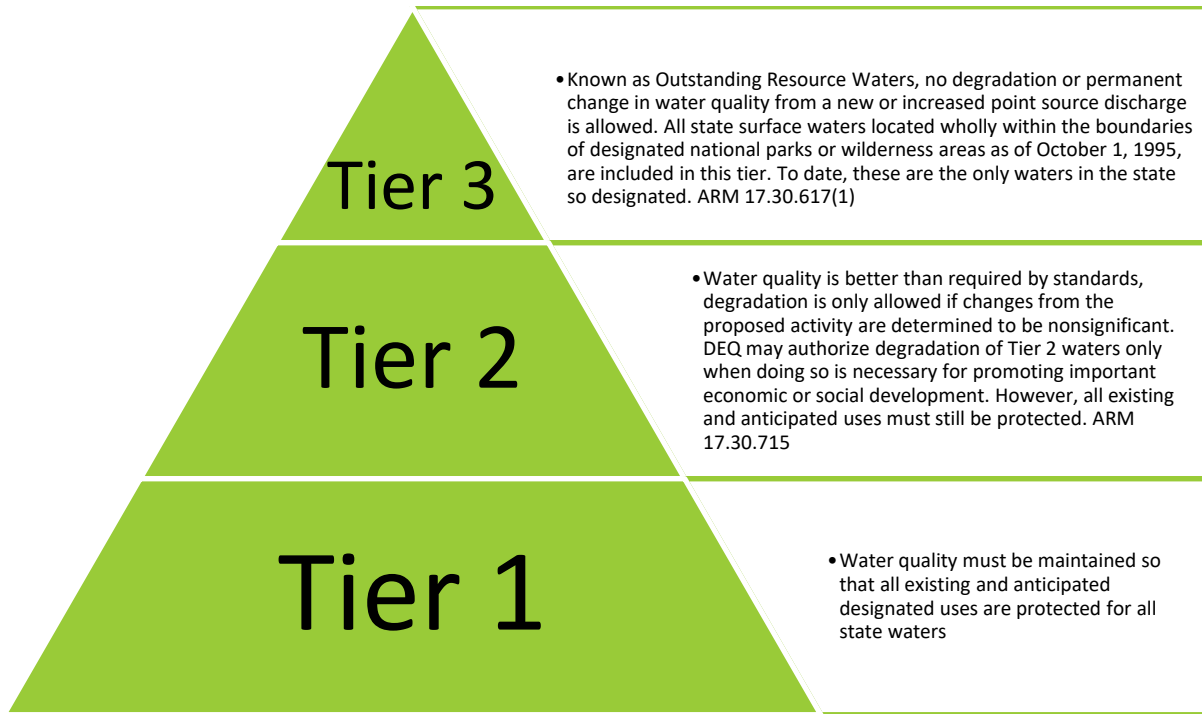 •Known as Outstanding Resource Waters, no degradation or permanent
change in water quality from a new or increased point source discharge
is allowed. All state surface waters located wholly within the boundaries
of designated national parks or wilderness areas as of October 1, 1995,
are included in this tier. To date, these are the only waters in the state
so designated. ARM 17.30.617(1)
Tier 3
•Water quality is better than required by standards,
degradation is only allowed if changes from the
proposed activity are determined to be nonsignificant.
DEQ may authorize degradation of Tier 2 waters only
when doing so is necessary for promoting important
economic or social development. However, all existing
and anticipated uses must still be protected. ARM
17.30.715
Tier 2
•Water quality must be maintained so
that all existing and anticipated
designated uses are protected for all
state waters
Tier 1